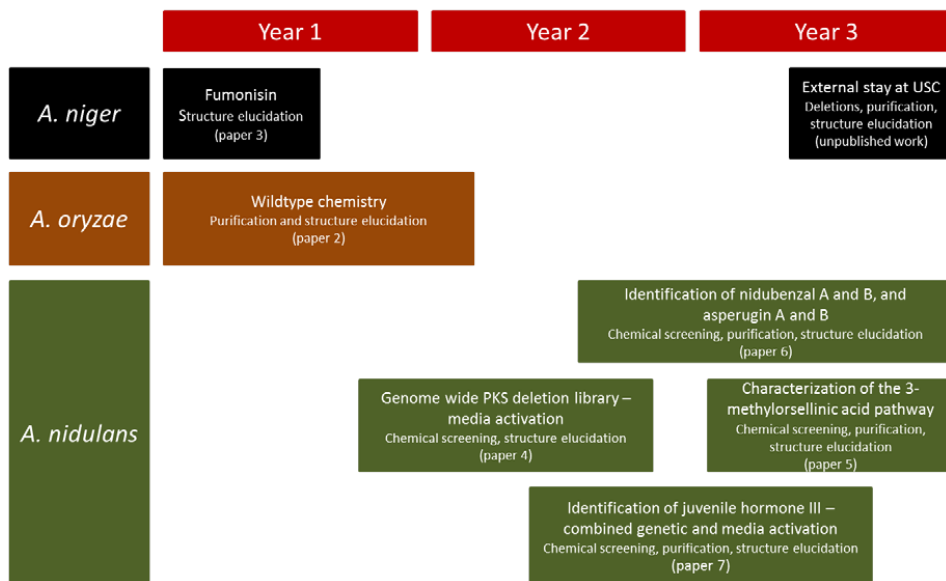 Year 1
Year 2
Year 3
A. niger
Fumonisin
Structure elucidation
(paper 3)
External stay at USC
Deletions, purification,
structure elucidation
(unpublished work)
A. oryzae
Wildtype chemistry
Purification and structure elucidation
(paper 2)
A. nidulans
Identification of nidubenzal A and B, and
asperugin A and B
Chemical screening, purification, structure elucidation
(paper 6)
Genome wide PKS deletion library –
media activation
Chemical screening, structure elucidation
(paper 4)
Characterization of the 3-
methylorsellinic acid pathway
Chemical screening, purification,
structure elucidation
(paper 5)
Identification of juvenile hormone III –
combined genetic and media activation
Chemical screening, purification, structure elucidation
(paper 7)